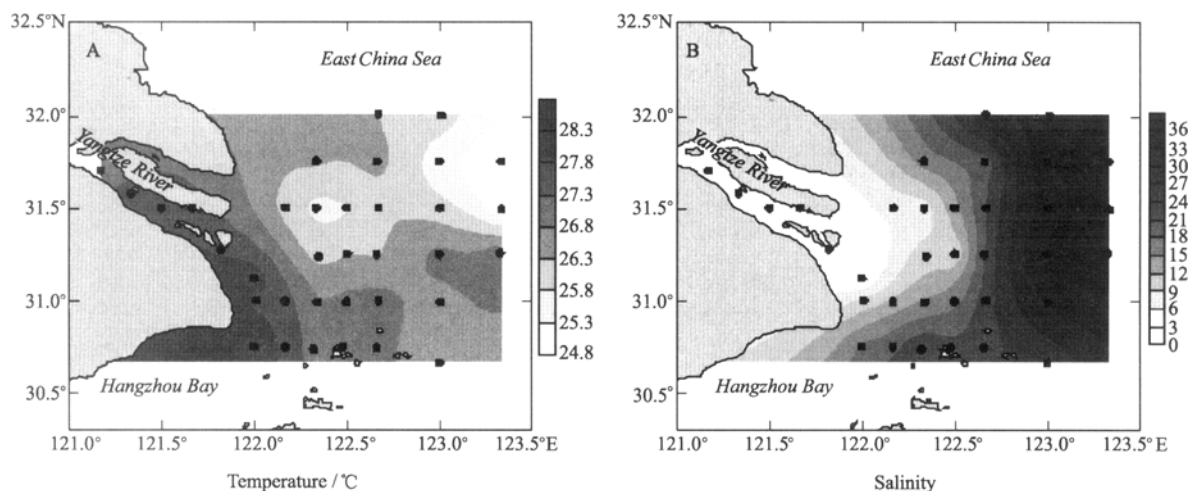 32.5°N
32.0°
31.5°
31.0°
30.5°
A
East China Sea
Yangtze River
Hangzhou Bay
28.3
27.8
27.3
26.8
26.3
25.8
25.3
24.8
121.0°
121.5°
122.0°
122.5°
123.0°
123.5°E
Temperature / ℃
32.5°N
32.0°
31.5°
31.0°
30.5°
B
East China Sea
Yangtze River
Hangzhou Bay
36
33
30
27
24
21
18
15
12
9
6
3
0
121.0°
121.5°
122.0°
122.5°
123.0°
123.5°E
Salinity